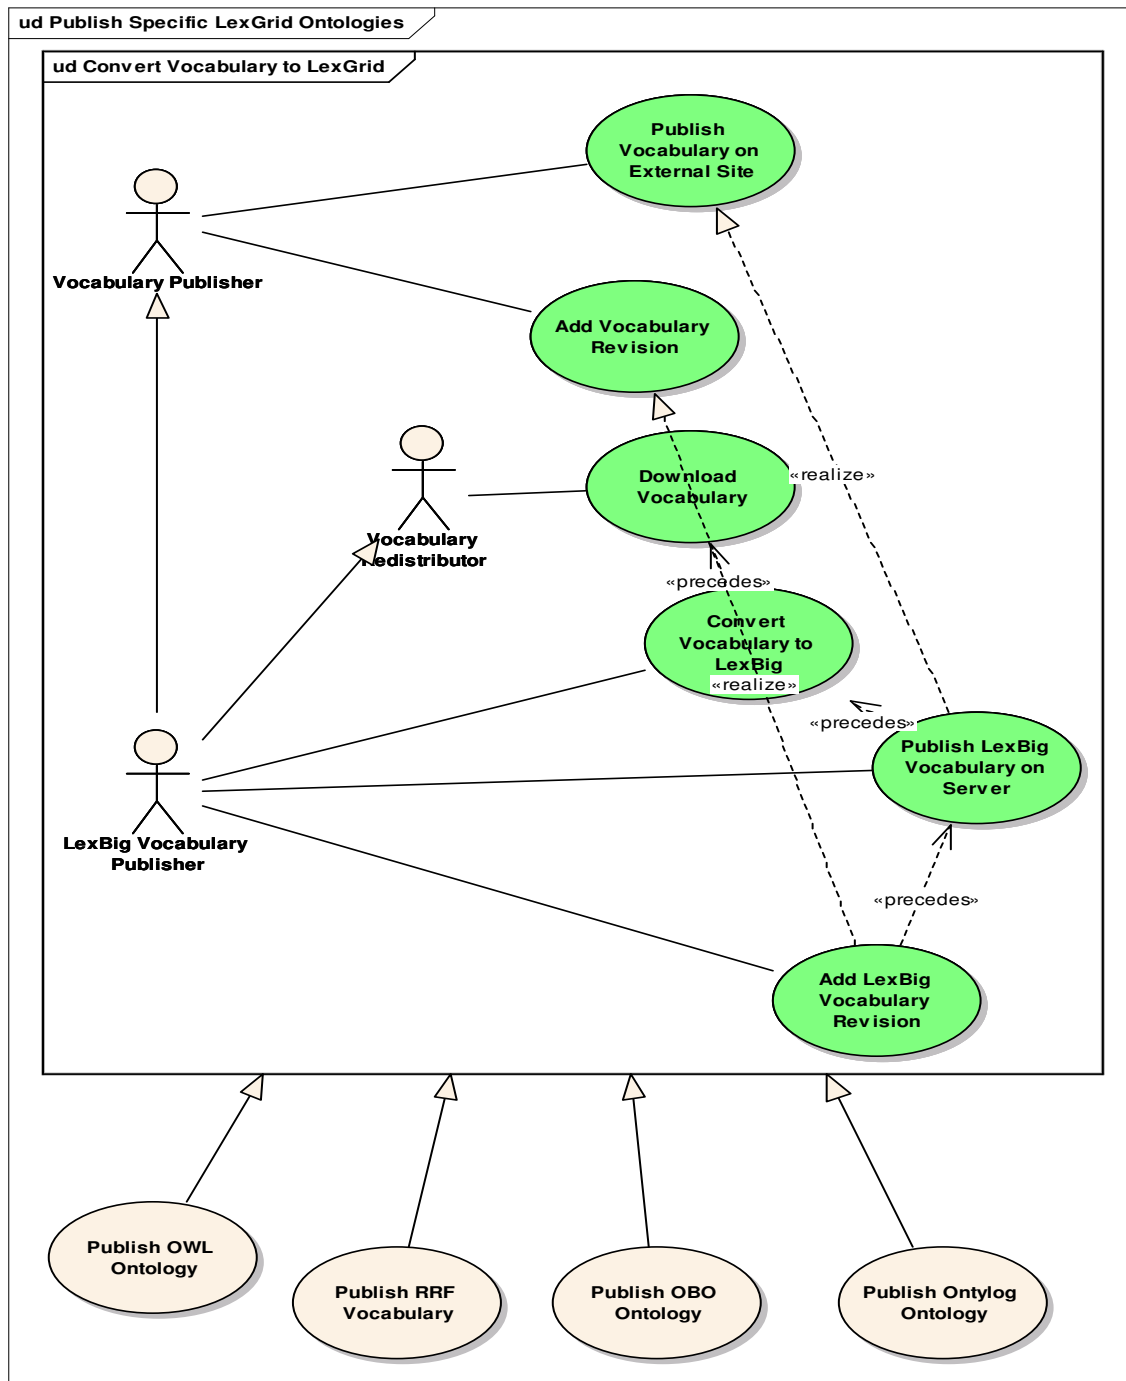 ud Publish Specific LexGrid Ontologies
ud Convert Vocabulary to LexGrid
Publish
Vocabulary on
External Site
Vocabulary Publisher
Add Vocabulary
Revision
Vocabulary
Redistributor
Download
Vocabulary
«realize»
«precedes»
Convert
Vocabulary to
LexBig
«realize»
«precedes»
Publish LexBig
Vocabulary on
Server
LexBig Vocabulary
Publisher
«precedes»
Add LexBig
Vocabulary
Revision
Publish OWL
Ontology
Publish RRF
Vocabulary
Publish OBO
Ontology
Publish Ontylog
Ontology